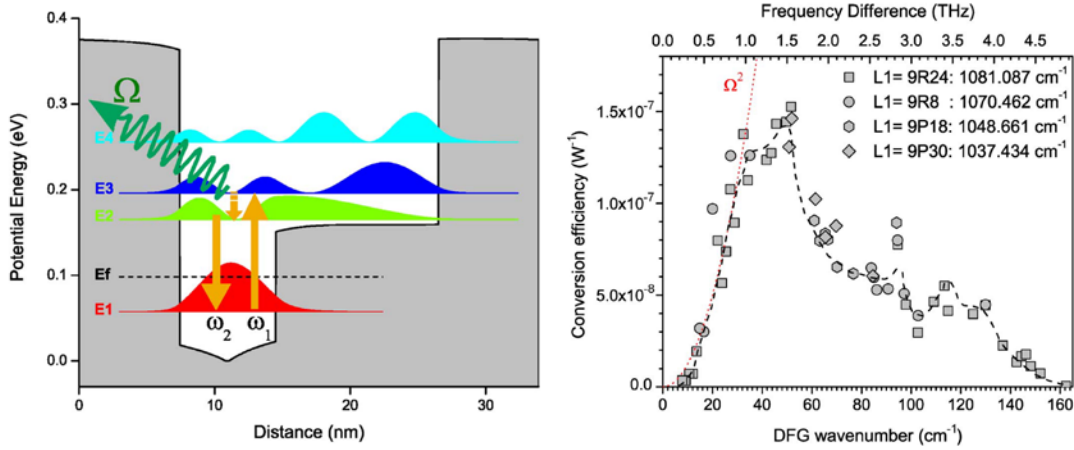 0.4
0.3
0.2
0.1
0.0
Potential Energy (eV)
Ω
E4
E3
E2
Ef
E1
ω2
ω1
0
10
20
30
Distance (nm)
Frequency Difference (THz)
0.0 0.5 1.0 1.5 2.0 2.5 3.0 3.5 4.0 4.5
Ω²
L1= 9R24: 1081.087 cm⁻¹
L1= 9R8 : 1070.462 cm⁻¹
L1= 9P18: 1048.661 cm⁻¹
L1= 9P30: 1037.434 cm⁻¹
1.5x10⁻⁷
1.0x10⁻⁷
5.0x10⁻⁸
0.0
Conversion efficiency (W⁻¹)
0 20 40 60 80 100 120 140 160
DFG wavenumber (cm⁻¹)